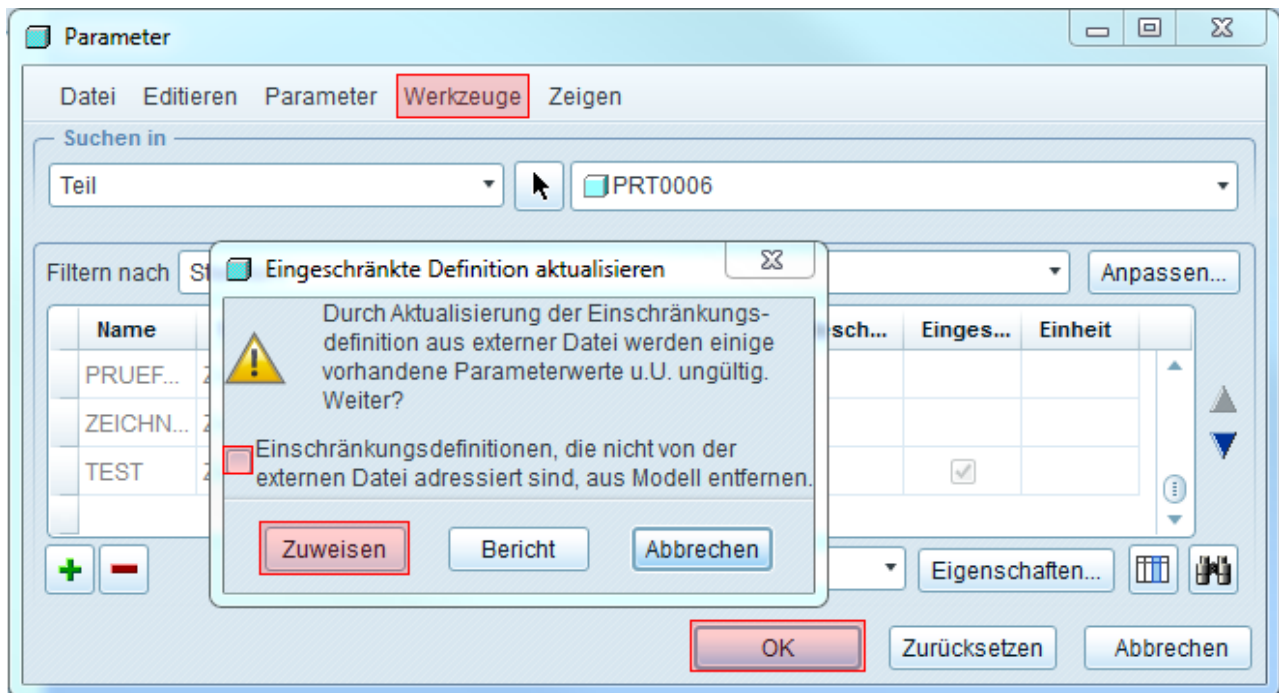 Parameter
Datei Editieren Parameter Werkzeuge Zeigen
Suchen in
Teil PRT0006
Filtern nach St Anpassen...
Eingeschränkte Definition aktualisieren
Name sch... Einges... Einheit
PRUEF...
ZEICHN...
TEST
Durch Aktualisierung der Einschränkungs-
definition aus externer Datei werden einige
vorhandene Parameterwerte u.U. ungültig.
Weiter?
Einschränkungsdefinitionen, die nicht von der
externen Datei adressiert sind, aus Modell entfernen.
Zuweisen Bericht Abbrechen
Eigenschaften...
OK Zurücksetzen Abbrechen